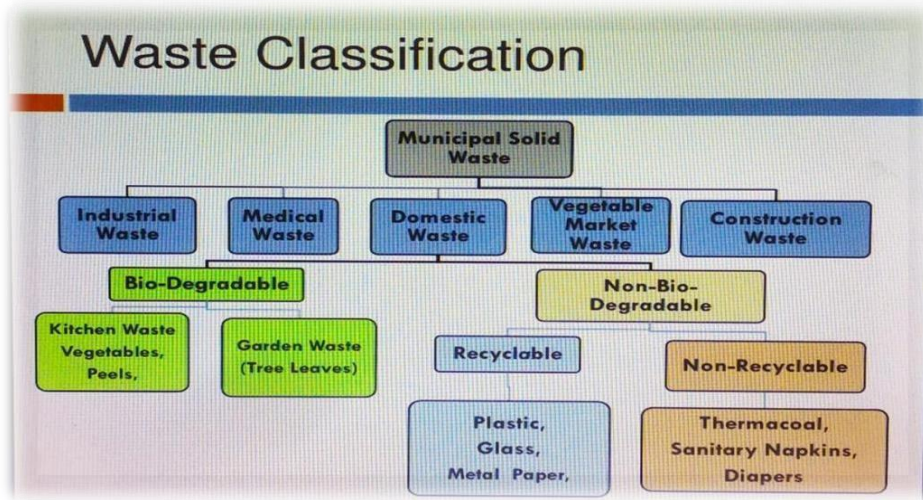 Waste Classification
Municipal Solid
Waste
Industrial
Waste
Medical
Waste
Domestic
Waste
Vegetable
Market
Waste
Construction
Waste
Bio-Degradable
Non-Bio-
Degradable
Kitchen Waste
Vegetables,
Peels,
Garden Waste
(Tree Leaves)
Recyclable
Non-Recyclable
Plastic,
Glass,
Metal Paper,
Thermacoal,
Sanitary Napkins,
Diapers